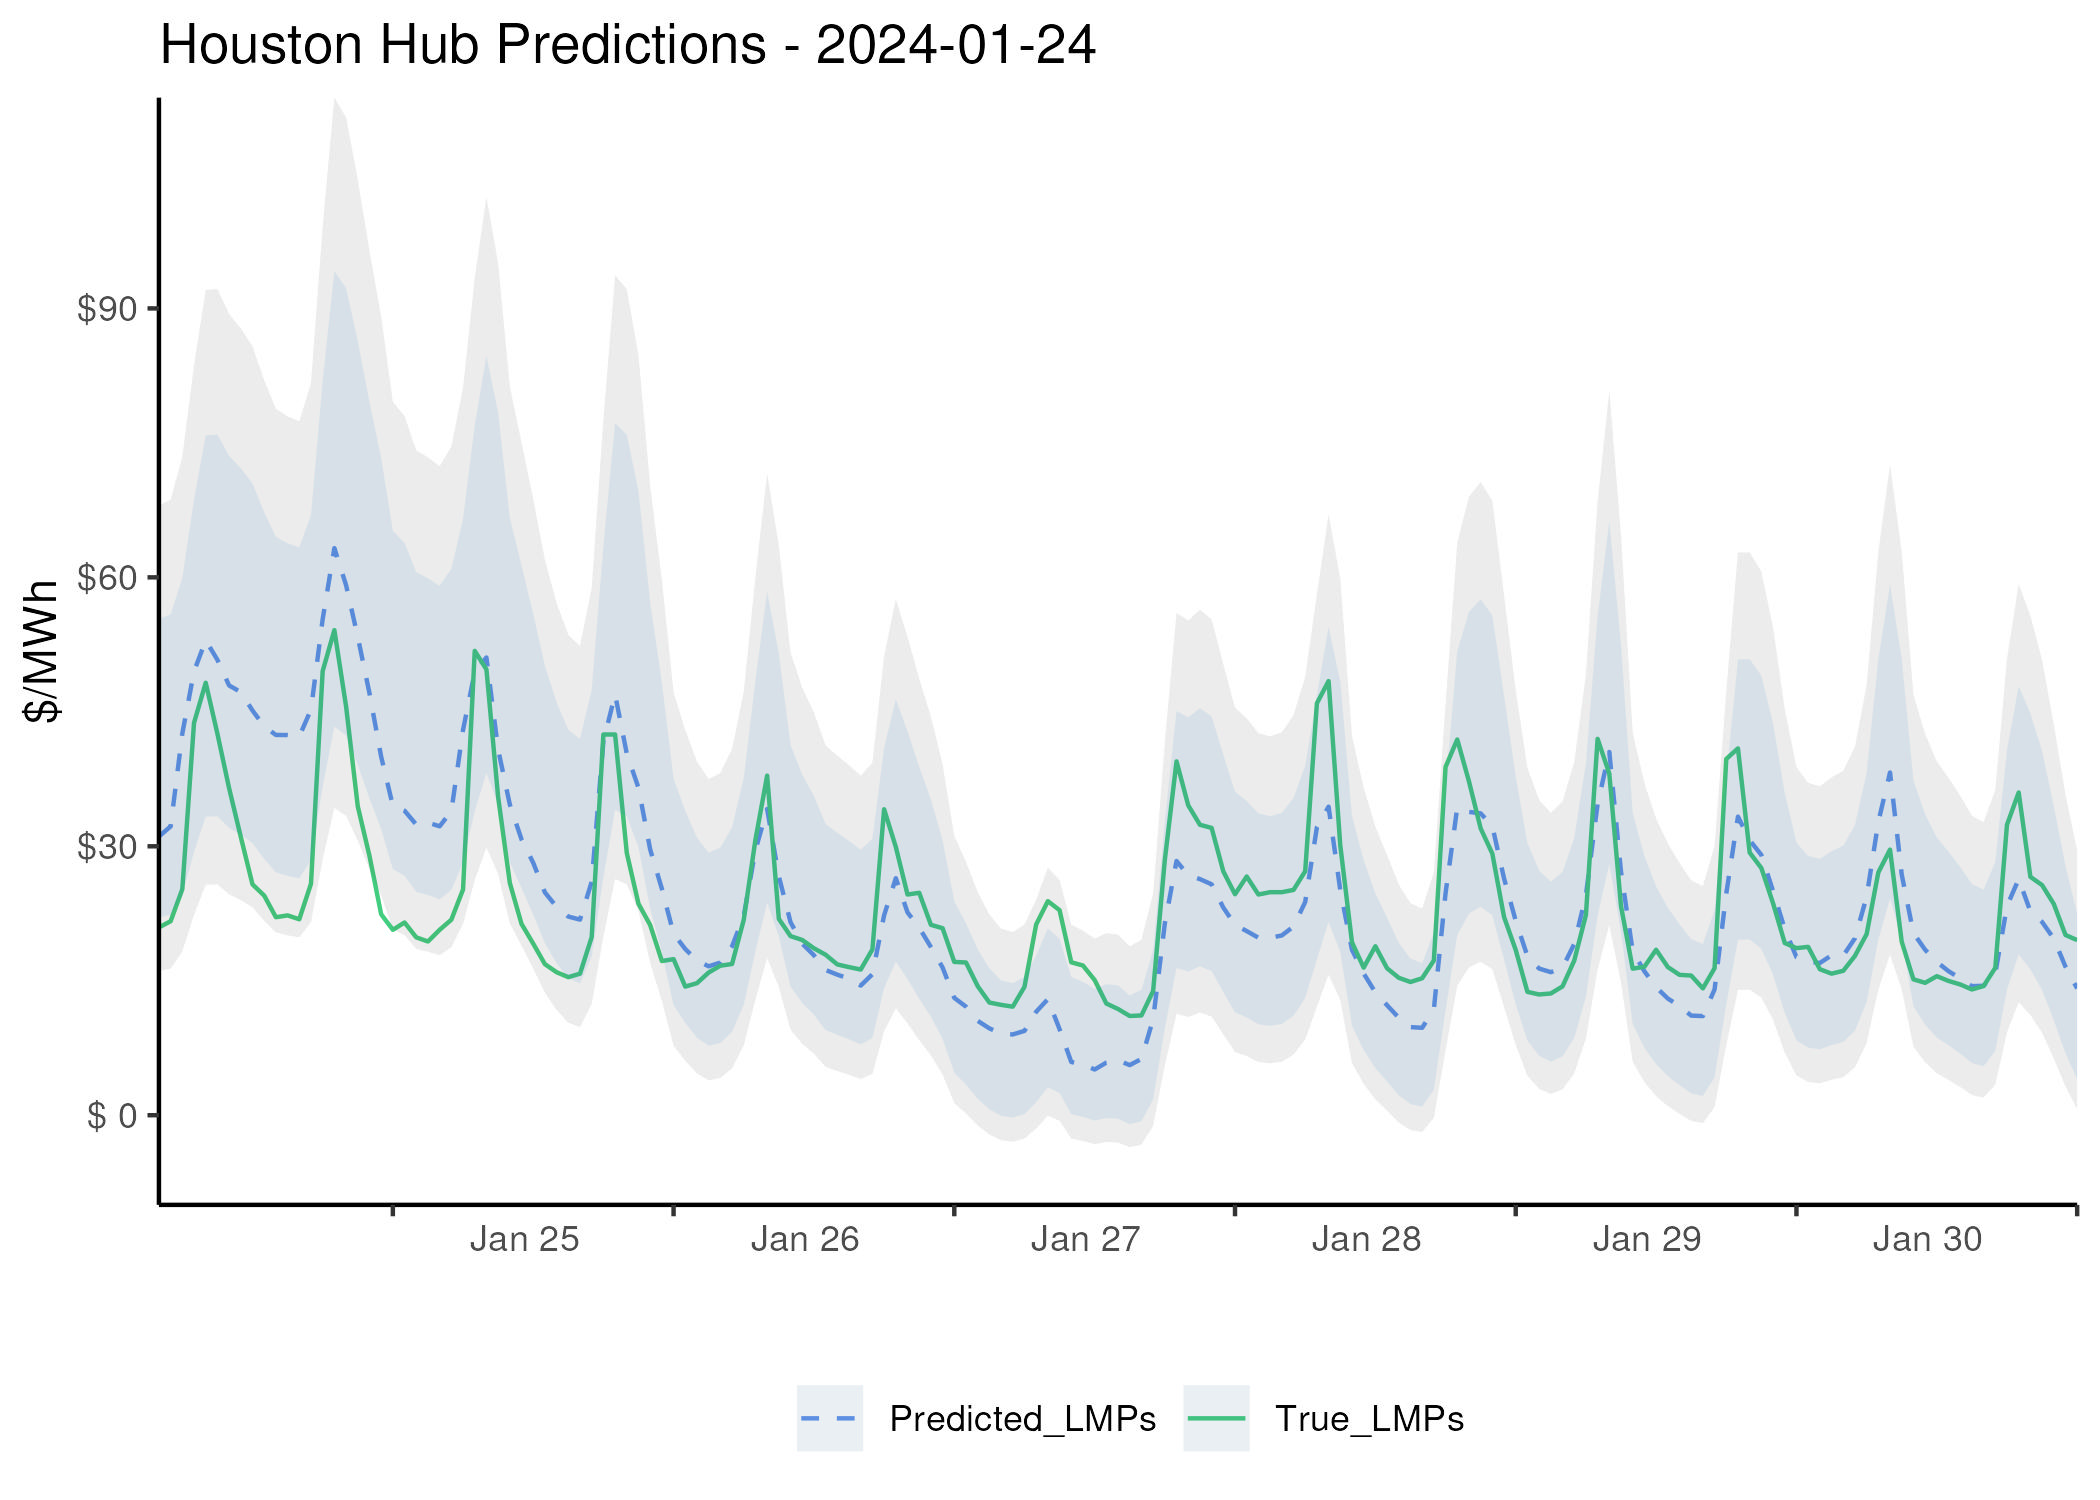 Houston Hub Predictions - 2024-01-24
$/MWh
$90
$60
$30
$ 0
Jan 25 Jan 26 Jan 27 Jan 28 Jan 29 Jan 30
Predicted_LMPs True_LMPs